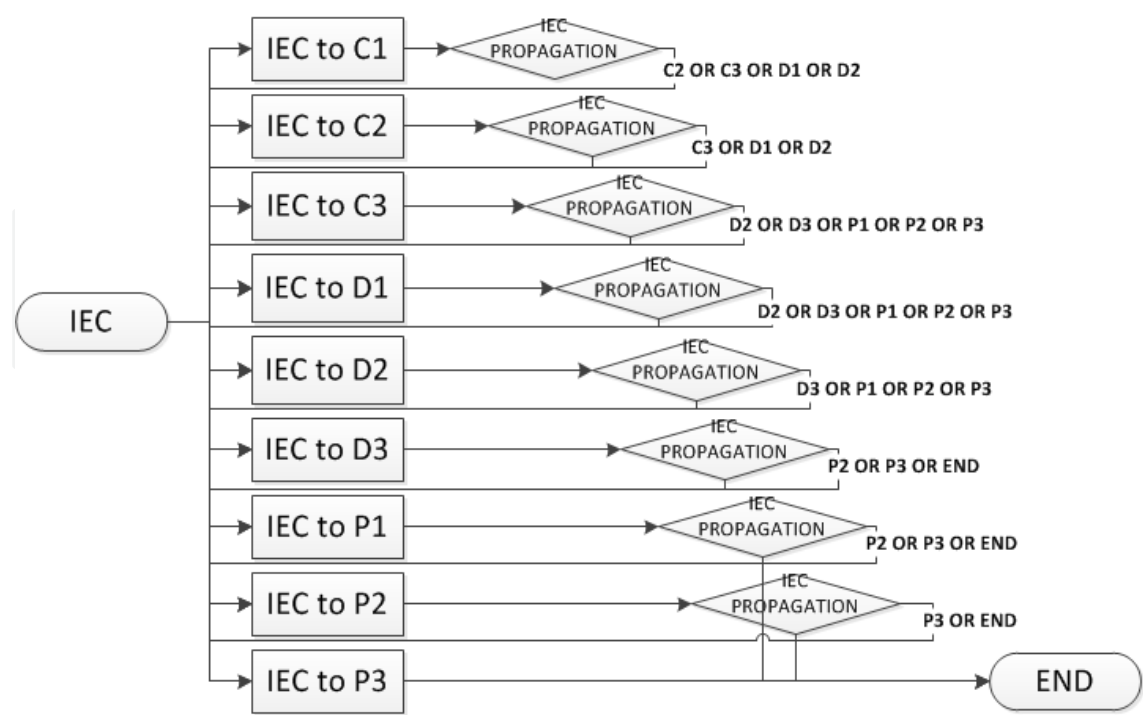 IEC to C1
IEC
PROPAGATION
C2 OR C3 OR D1 OR D2
IEC to C2
IEC
PROPAGATION
C3 OR D1 OR D2
IEC to C3
IEC
PROPAGATION
D2 OR D3 OR P1 OR P2 OR P3
IEC to D1
IEC
PROPAGATION
D2 OR D3 OR P1 OR P2 OR P3
IEC
IEC to D2
IEC
PROPAGATION
D3 OR P1 OR P2 OR P3
IEC to D3
IEC
PROPAGATION
P2 OR P3 OR END
IEC to P1
IEC
PROPAGATION
P2 OR P3 OR END
IEC to P2
IEC
PROPAGATION
P3 OR END
IEC to P3
END